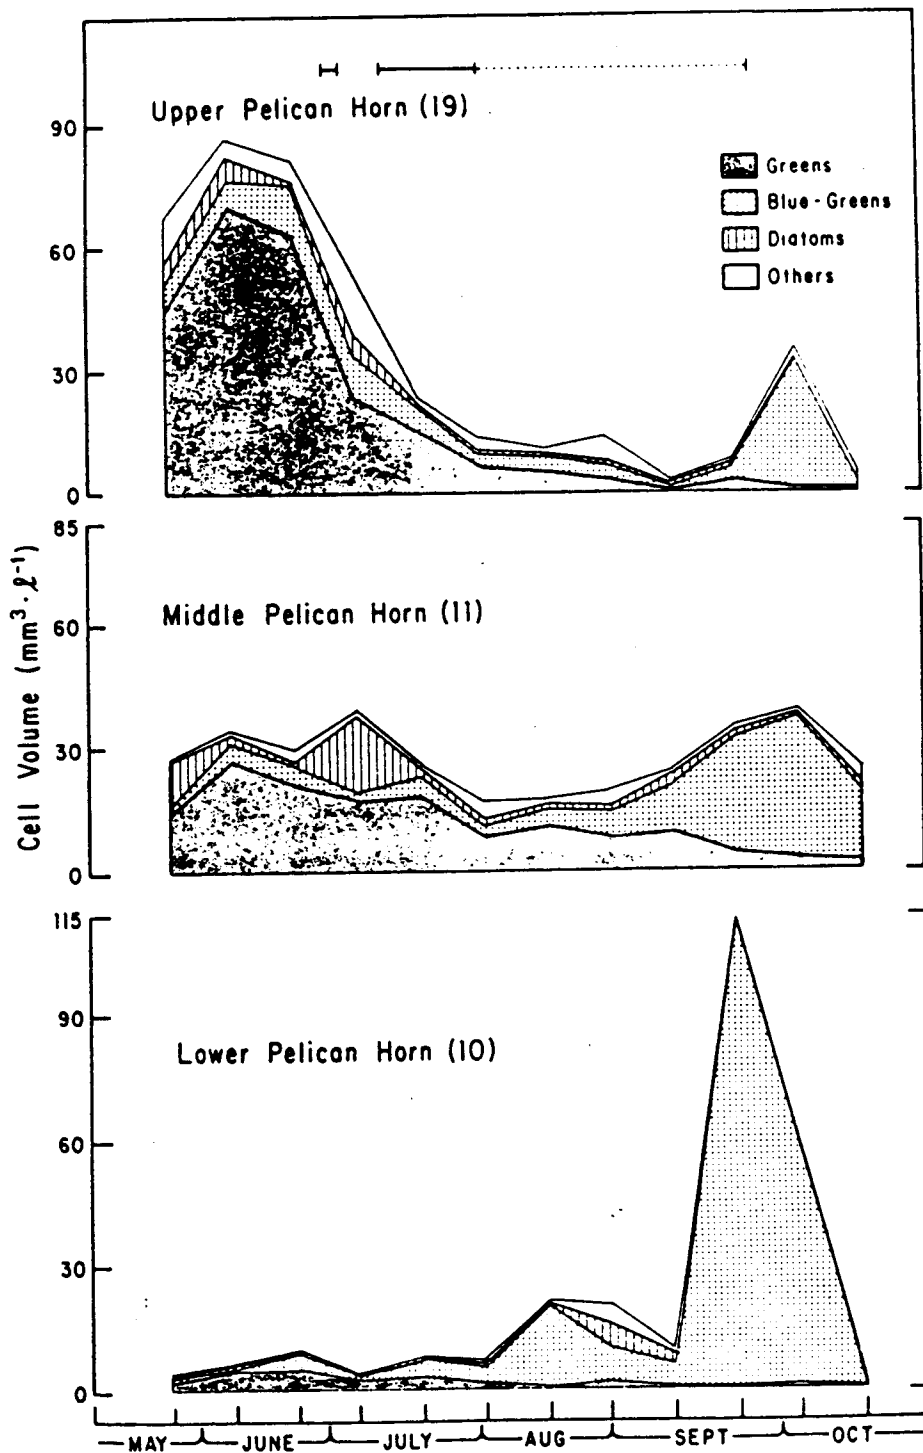 Upper Pelican Horn (19)
90
60
30
0
Greens
Blue-Greens
Diatoms
Others
85
Middle Pelican Horn (11)
60
30
0
Cell Volume (mm³·ℓ⁻¹)
115
Lower Pelican Horn (10)
90
60
30
0
MAY JUNE JULY AUG SEPT OCT